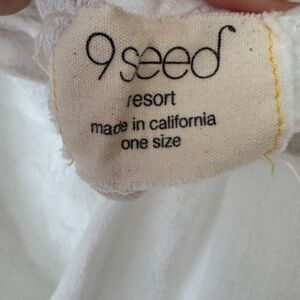 9seed
resort
made in california
one size